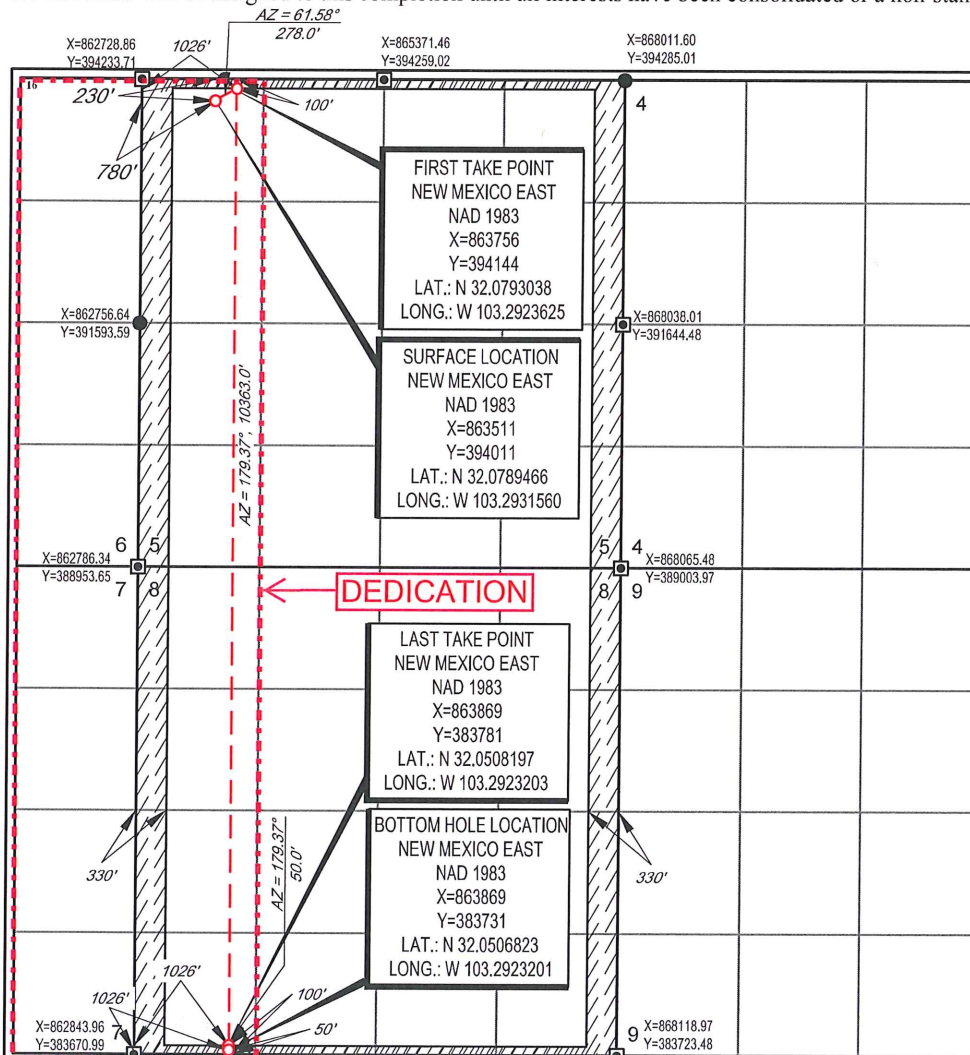 AZ = 61.58°
278.0'
X=862728.86
Y=394233.71
1026'
X=865371.46
Y=394259.02
X=868011.60
Y=394285.01
16
230'
100'
4
780'
FIRST TAKE POINT
NEW MEXICO EAST
NAD 1983
X=863756
Y=394144
LAT.: N 32.0793038
LONG.: W 103.2923625
X=862756.64
Y=391593.59
X=868038.01
Y=391644.48
SURFACE LOCATION
NEW MEXICO EAST
NAD 1983
X=863511
Y=394011
LAT.: N 32.0789466
LONG.: W 103.2931560
AZ = 179.37°, 10363.0'
6 5
5 4
X=862786.34
Y=388953.65
X=868065.48
Y=389003.97
7 8
8 9
DEDICATION
LAST TAKE POINT
NEW MEXICO EAST
NAD 1983
X=863869
Y=383781
LAT.: N 32.0508197
LONG.: W 103.2923203
BOTTOM HOLE LOCATION
NEW MEXICO EAST
NAD 1983
X=863869
Y=383731
LAT.: N 32.0506823
LONG.: W 103.2923201
AZ = 179.37°
50.0'
330'
330'
1026'
1026'
100'
50'
X=862843.96
Y=383670.99
7
9
X=868118.97
Y=383723.48